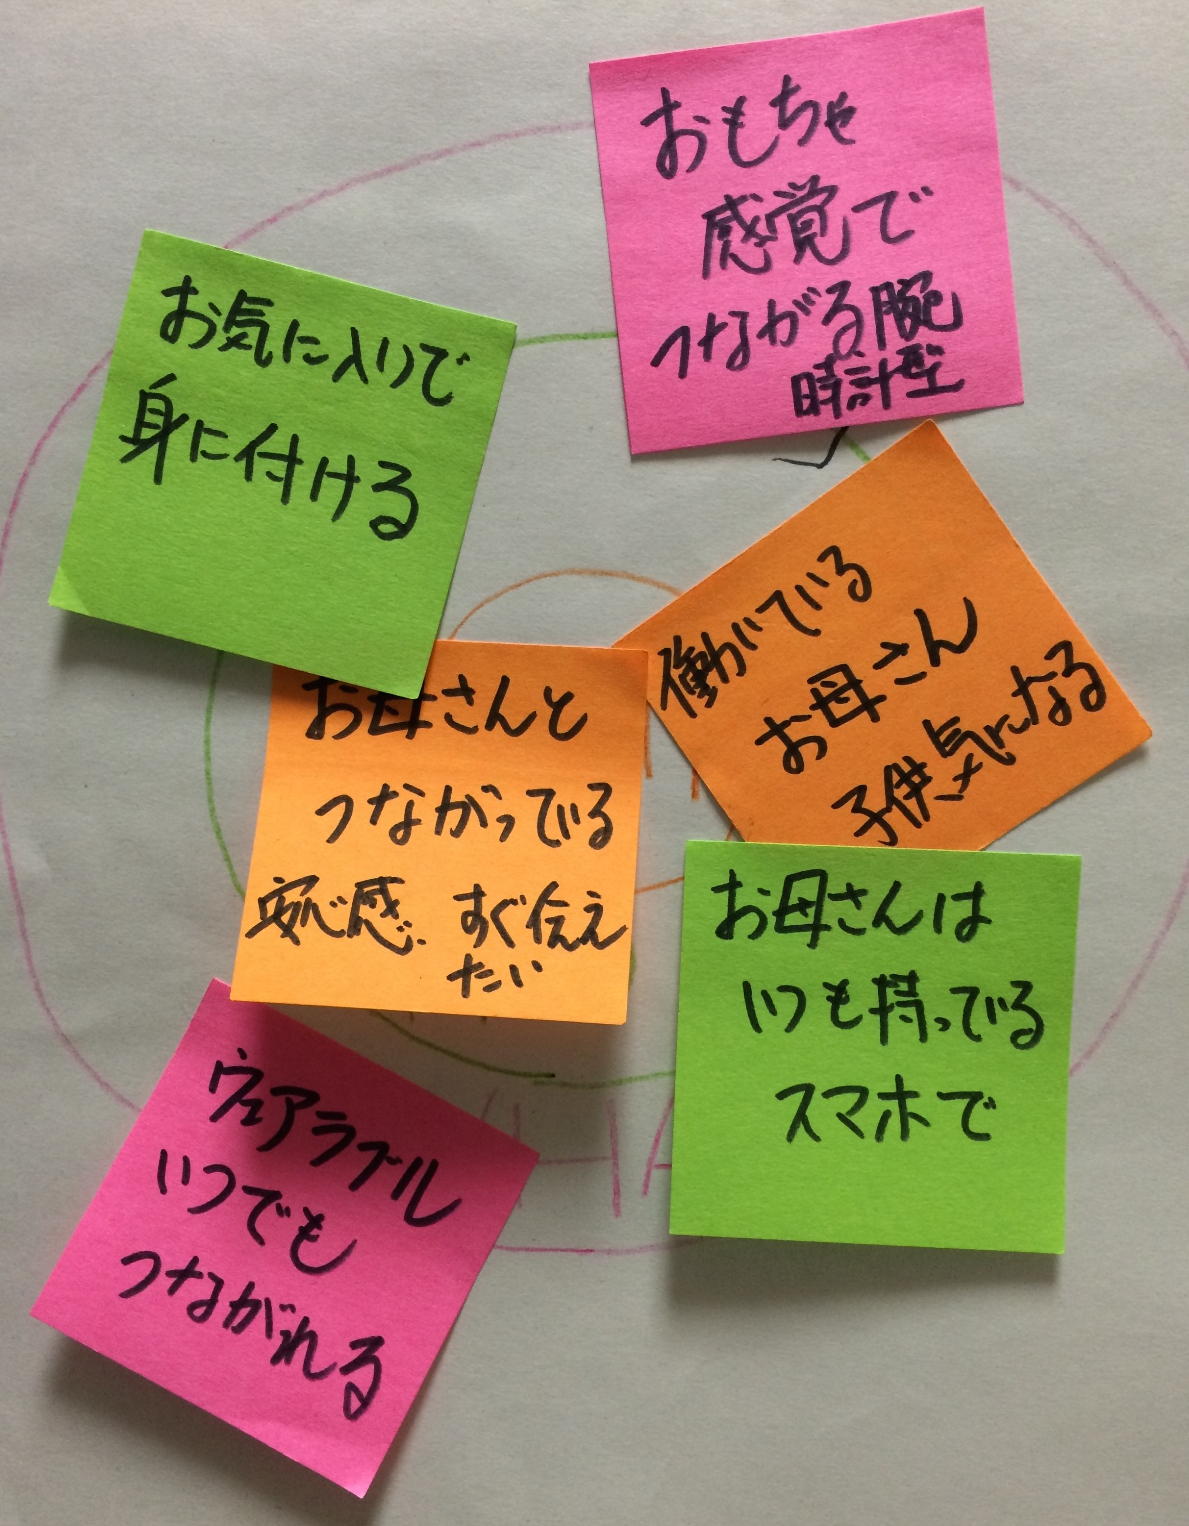 おもちゃ
感覚で
つながる腕
時計型
お気に入りで
身に付ける
働いている
お母さん
子供気になる
お母さんと
つながっている
安心感、すぐ伝え
たい
お母さんは
いつも持っている
スマホで
ウェアラブル
いつでも
つながれる